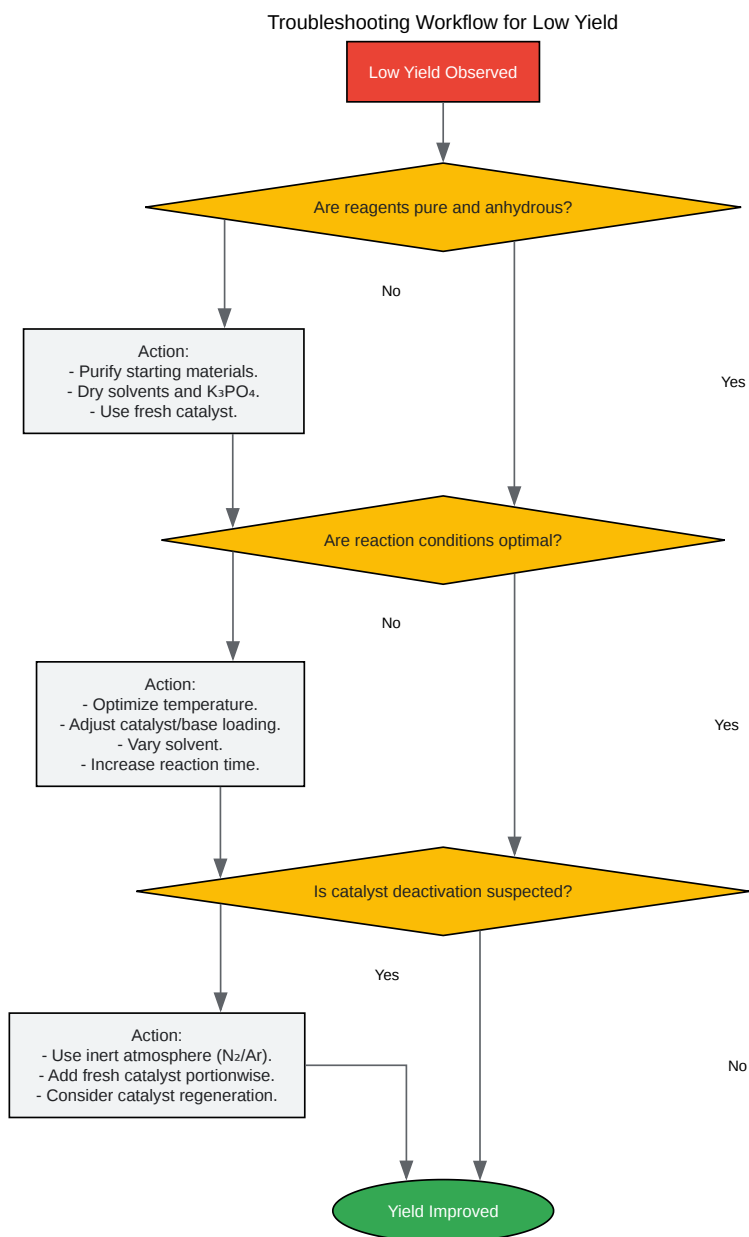 Troubleshooting Workflow for Low Yield
Low Yield Observed
Are reagents pure and anhydrous?
No
Yes
Action:
- Purify starting materials.
- Dry solvents and K₃PO₄.
- Use fresh catalyst.
Are reaction conditions optimal?
No
Yes
Action:
- Optimize temperature.
- Adjust catalyst/base loading.
- Vary solvent.
- Increase reaction time.
Is catalyst deactivation suspected?
Yes
No
Action:
- Use inert atmosphere (N₂/Ar).
- Add fresh catalyst portionwise.
- Consider catalyst regeneration.
Yield Improved